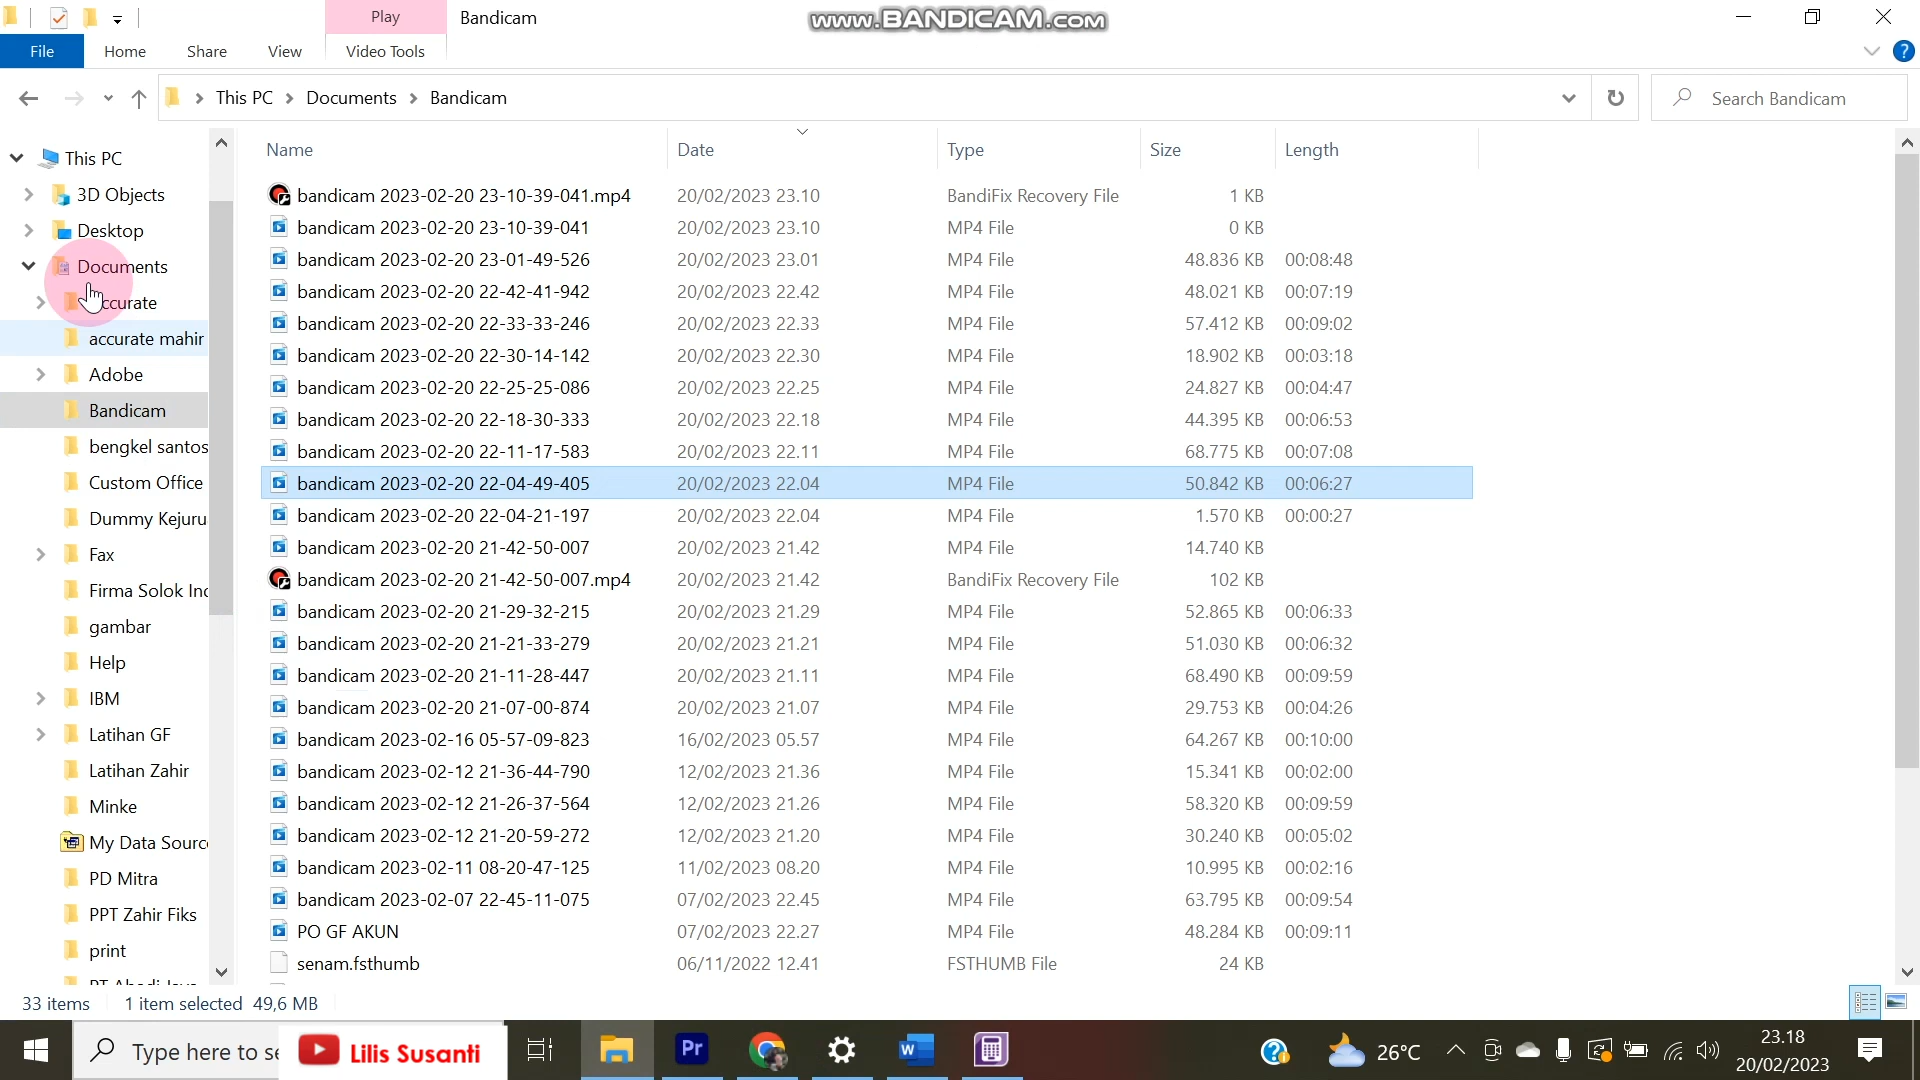 Play
Bandicam
www.BANDICAM.com
File
Home
Share
View
Video Tools
This PC
Documents
Bandicam
Search Bandicam
This PC
3D Objects
Desktop
Documents
accurate mahir
Adobe
Bandicam
bengkel santos
Custom Office
Dummy Kejuru
Fax
Firma Solok Inc
gambar
Help
IBM
Latihan GF
Latihan Zahir
Minke
My Data Sourc
PD Mitra
PPT Zahir Fiks
print
Name Date Type Size Length
bandicam 2023-02-20 23-10-39-041.mp4 20/02/2023 23.10 BandiFix Recovery File 1 KB
bandicam 2023-02-20 23-10-39-041 20/02/2023 23.10 MP4 File 0 KB
bandicam 2023-02-20 23-01-49-526 20/02/2023 23.01 MP4 File 48.836 KB 00:08:48
bandicam 2023-02-20 22-42-41-942 20/02/2023 22.42 MP4 File 48.021 KB 00:07:19
bandicam 2023-02-20 22-33-33-246 20/02/2023 22.33 MP4 File 57.412 KB 00:09:02
bandicam 2023-02-20 22-30-14-142 20/02/2023 22.30 MP4 File 18.902 KB 00:03:18
bandicam 2023-02-20 22-25-25-086 20/02/2023 22.25 MP4 File 24.827 KB 00:04:47
bandicam 2023-02-20 22-18-30-333 20/02/2023 22.18 MP4 File 44.395 KB 00:06:53
bandicam 2023-02-20 22-11-17-583 20/02/2023 22.11 MP4 File 68.775 KB 00:07:08
bandicam 2023-02-20 22-04-49-405 20/02/2023 22.04 MP4 File 50.842 KB 00:06:27
bandicam 2023-02-20 22-04-21-197 20/02/2023 22.04 MP4 File 1.570 KB 00:00:27
bandicam 2023-02-20 21-42-50-007 20/02/2023 21.42 MP4 File 14.740 KB
bandicam 2023-02-20 21-42-50-007.mp4 20/02/2023 21.42 BandiFix Recovery File 102 KB
bandicam 2023-02-20 21-29-32-215 20/02/2023 21.29 MP4 File 52.865 KB 00:06:33
bandicam 2023-02-20 21-21-33-279 20/02/2023 21.21 MP4 File 51.030 KB 00:06:32
bandicam 2023-02-20 21-11-28-447 20/02/2023 21.11 MP4 File 68.490 KB 00:09:59
bandicam 2023-02-20 21-07-00-874 20/02/2023 21.07 MP4 File 29.753 KB 00:04:26
bandicam 2023-02-16 05-57-09-823 16/02/2023 05.57 MP4 File 64.267 KB 00:10:00
bandicam 2023-02-12 21-36-44-790 12/02/2023 21.36 MP4 File 15.341 KB 00:02:00
bandicam 2023-02-12 21-26-37-564 12/02/2023 21.26 MP4 File 58.320 KB 00:09:59
bandicam 2023-02-12 21-20-59-272 12/02/2023 21.20 MP4 File 30.240 KB 00:05:02
bandicam 2023-02-11 08-20-47-125 11/02/2023 08.20 MP4 File 10.995 KB 00:02:16
bandicam 2023-02-07 22-45-11-075 07/02/2023 22.45 MP4 File 63.795 KB 00:09:54
PO GF AKUN 07/02/2023 22.27 MP4 File 48.284 KB 00:09:11
senam.fsthumb 06/11/2022 12.41 FSTHUMB File 24 KB
33 items 1 item selected 49,6 MB
Type here to se
Lilis Susanti
Pr
W
26°C
23.18
20/02/2023